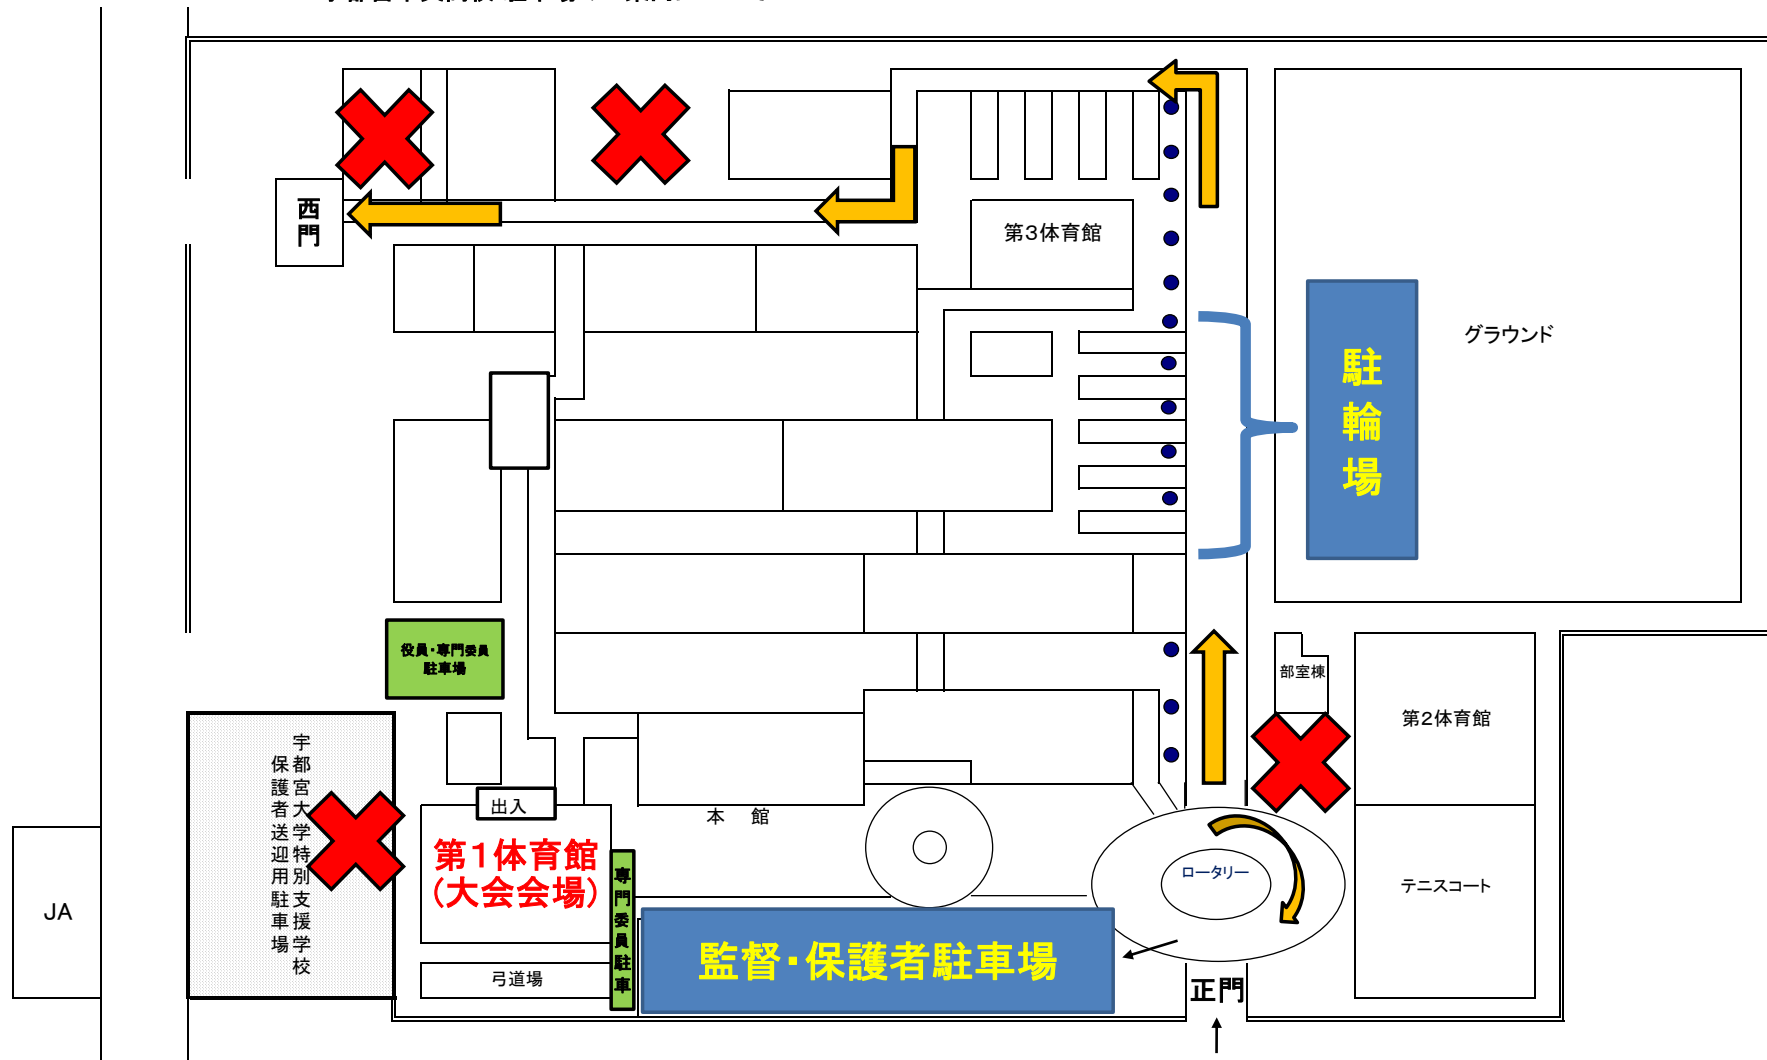 西門
第3体育館
グラウンド
駐輪場
役員・専門委員
駐車場
部室棟
第2体育館
宇都宮大学特別支援学校
保護者送迎用駐車場
出入
本 館
第1体育館
(大会会場)
ロータリー
専門委員駐車
テニスコート
JA
監督・保護者駐車場
弓道場
正門